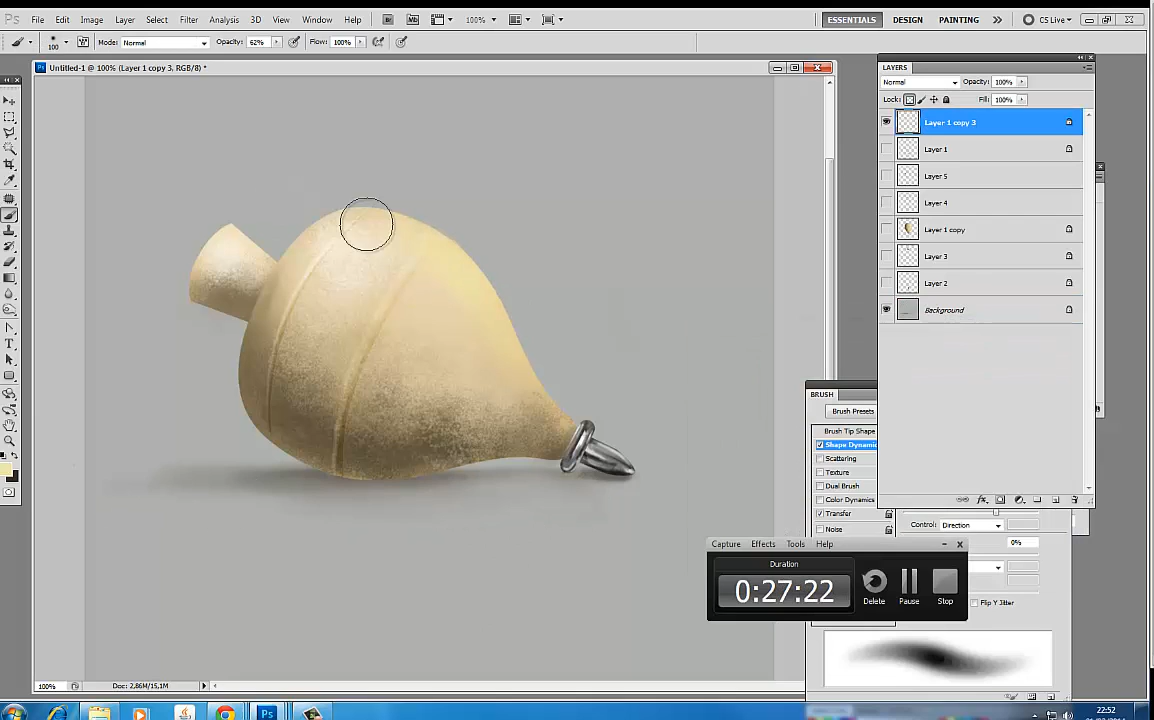 Ps File Edit Image Layer Select Filter Analysis 3D View Window Help Br Mb 100% ESSENTIALS DESIGN PAINTING CS Live
100 Mode: Normal Opacity: 62% Flow: 100%
Untitled-1 @ 100% (Layer 1 copy 3, RGB/8) *
LAYERS
Normal Opacity: 100%
Lock: Fill: 100%
Layer 1 copy 3
Layer 1
Layer 5
Layer 4
Layer 1 copy
Layer 3
Layer 2
Background
BRUSH
Brush Presets
Brush Tip Shape
Shape Dynamic
Scattering
Texture
Dual Brush
Color Dynamics
Transfer
Noise
Control: Direction
0%
Flip Y Jitter
Capture Effects Tools Help
Duration
0:27:22
Delete Pause Stop
100% Doc: 2,86M/15,1M
22:52